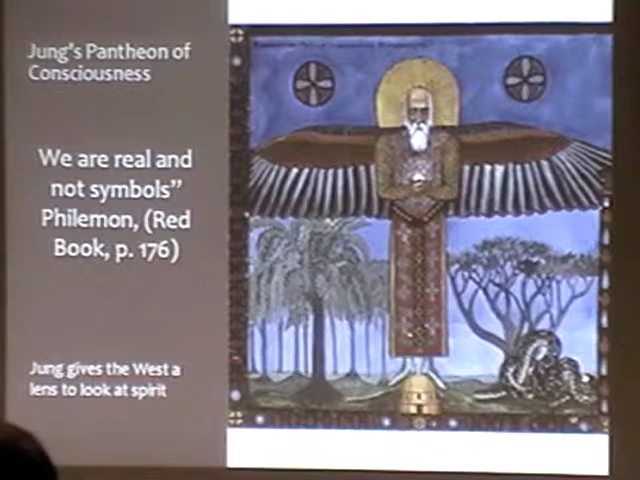 Jung's Pantheon of
Consciousness
We are real and
not symbols”
Philemon, (Red
Book, p. 176)
Jung gives the West a
lens to look at spirit